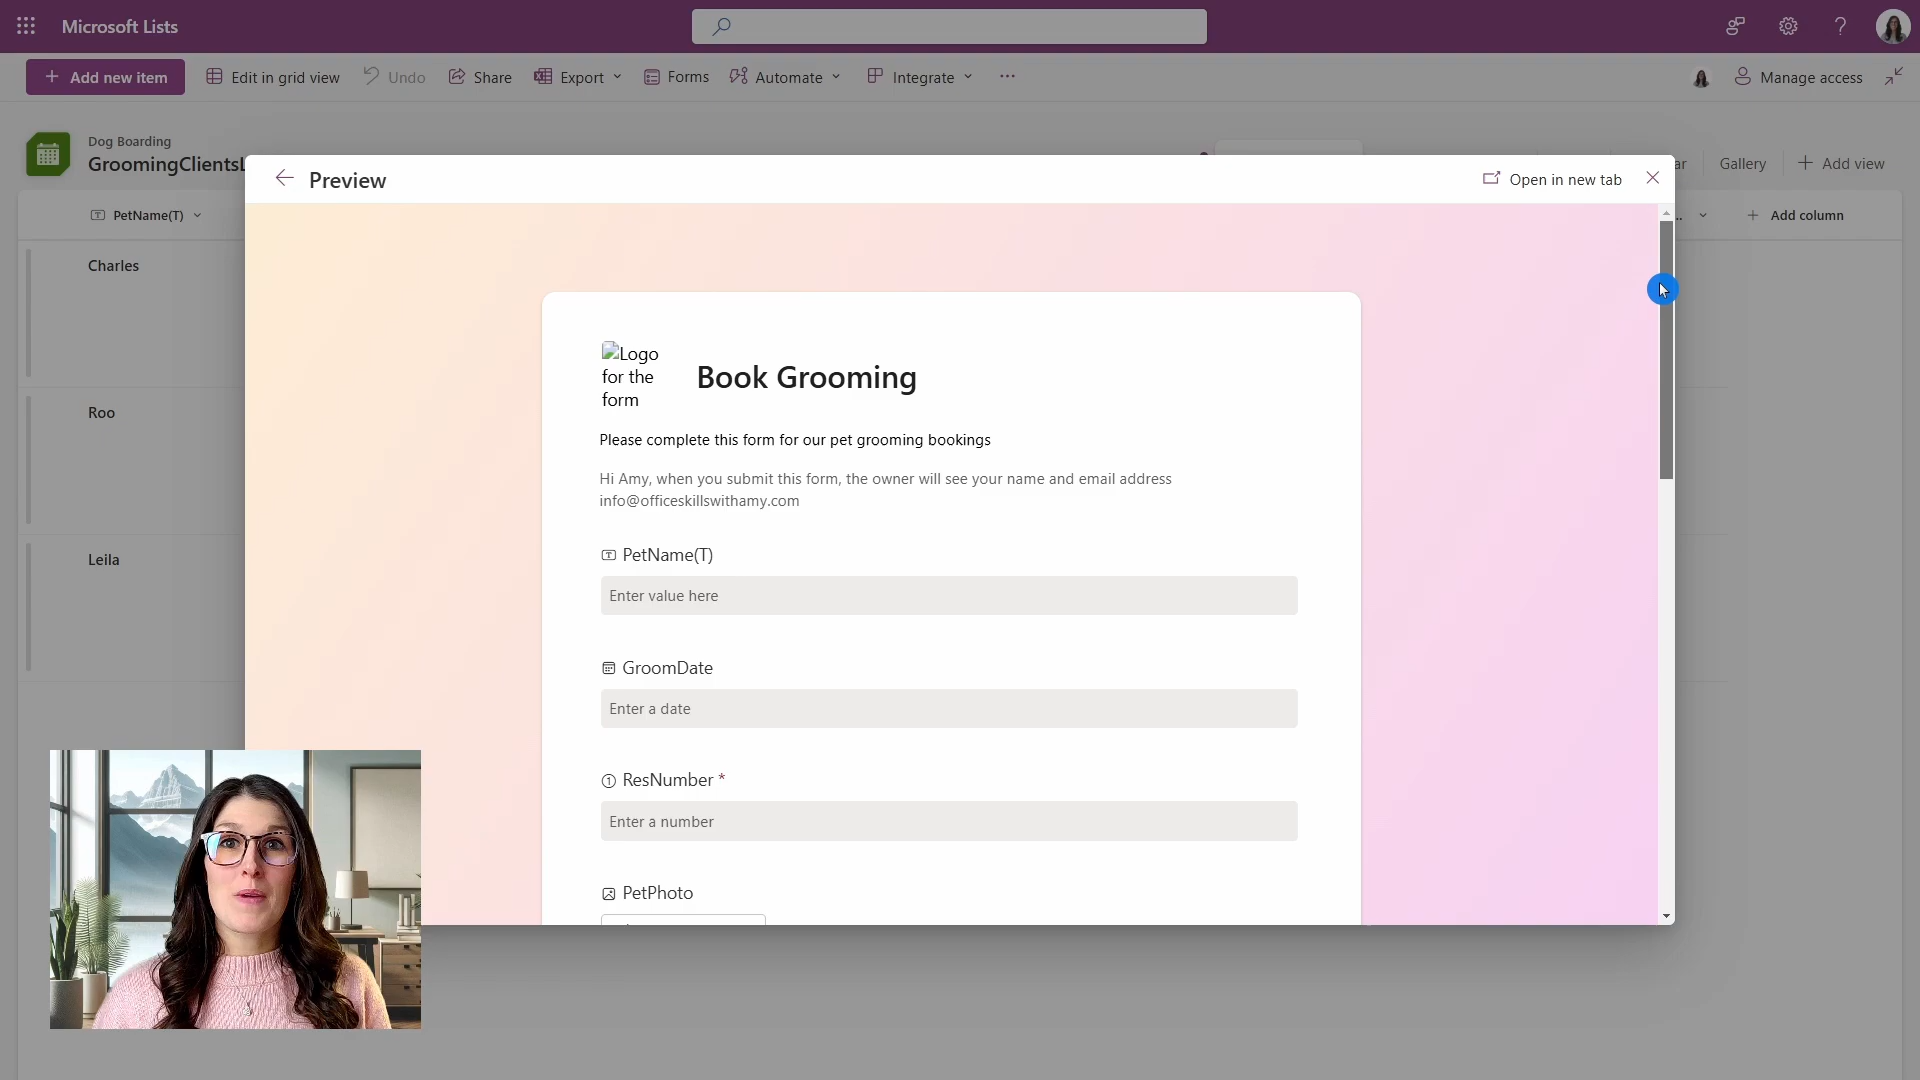 Microsoft Lists
Add new item
Edit in grid view
Undo
Share
Export
Forms
Automate
Integrate
Manage access
Dog Boarding
GroomingClientsL
Gallery
Add view
Preview
Open in new tab
PetName(T)
Add column
Charles
Roo
Leila
Logo
for the
form
Book Grooming
Please complete this form for our pet grooming bookings
Hi Amy, when you submit this form, the owner will see your name and email address
info@officeskillswithamy.com
PetName(T)
Enter value here
GroomDate
Enter a date
ResNumber *
Enter a number
PetPhoto